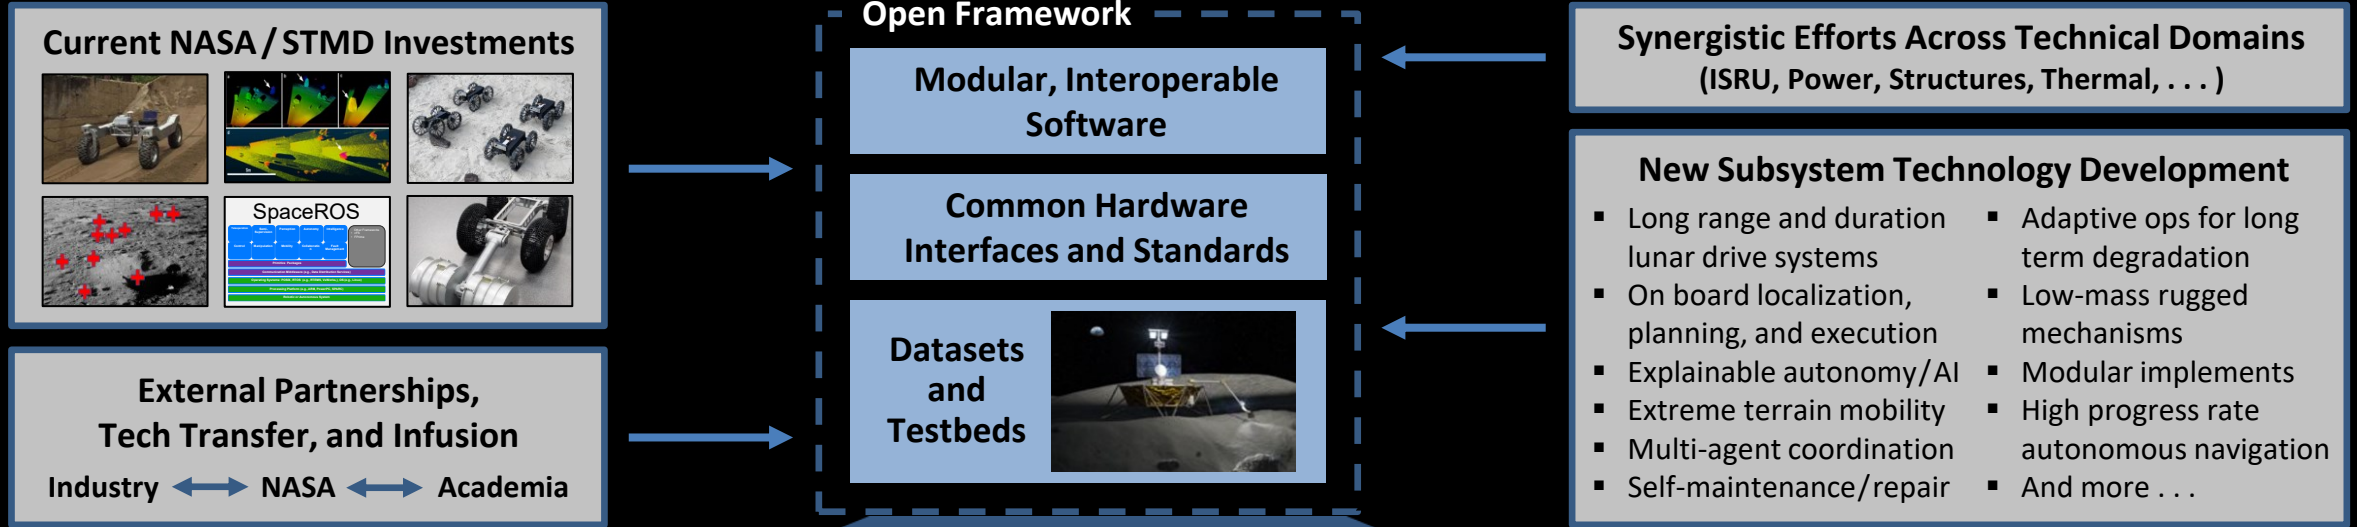 Current NASA / STMD Investments
SpaceROS
External Partnerships,
Tech Transfer, and Infusion
Industry NASA Academia
Open Framework
Modular, Interoperable
Software
Common Hardware
Interfaces and Standards
Datasets
and
Testbeds
Synergistic Efforts Across Technical Domains
(ISRU, Power, Structures, Thermal, . . . )
New Subsystem Technology Development
▪ Long range and duration
lunar drive systems
▪ On board localization,
planning, and execution
▪ Explainable autonomy/AI
▪ Extreme terrain mobility
▪ Multi-agent coordination
▪ Self-maintenance/repair
▪ Adaptive ops for long
term degradation
▪ Low-mass rugged
mechanisms
▪ Modular implements
▪ High progress rate
autonomous navigation
▪ And more . . .